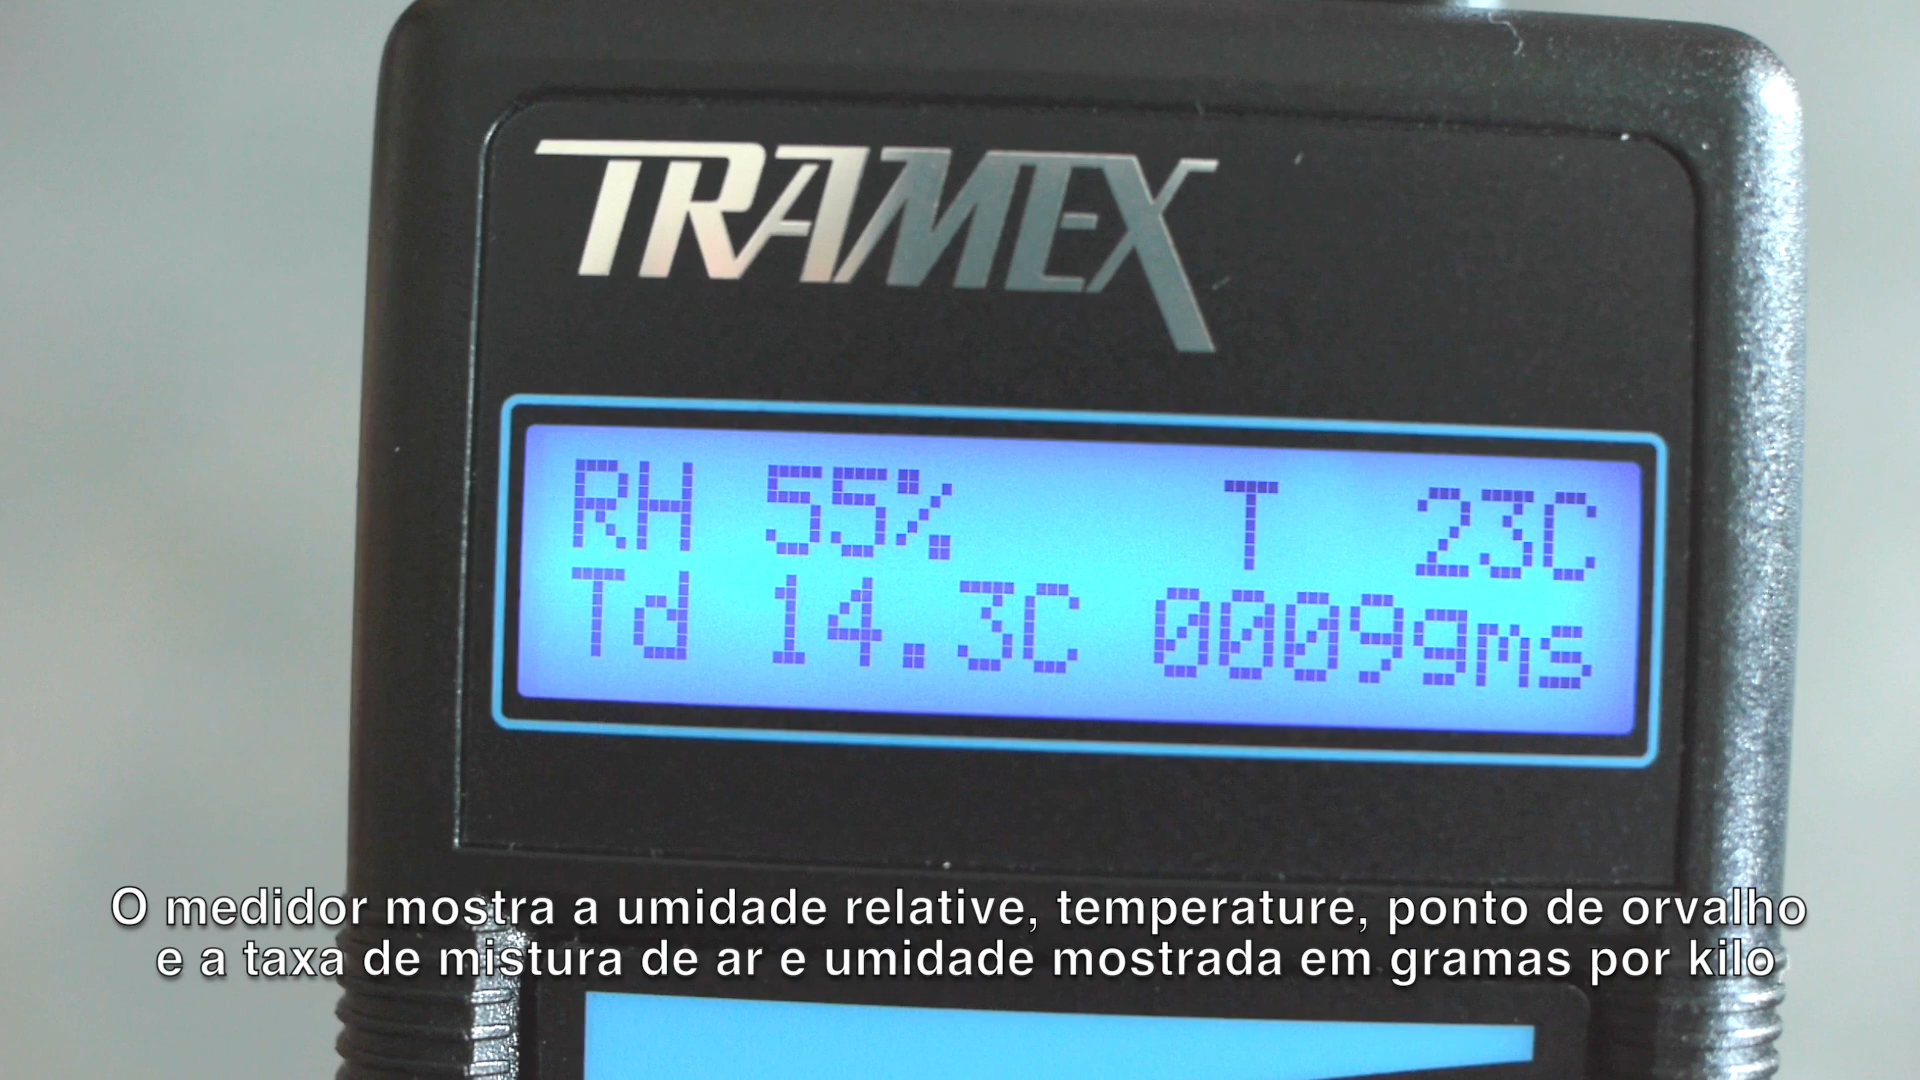 TRAMEX
RH 55% T 23C
Td 14.3C 0009gms
O medidor mostra a umidade relative, temperature, ponto de orvalho
e a taxa de mistura de ar e umidade mostrada em gramas por kilo